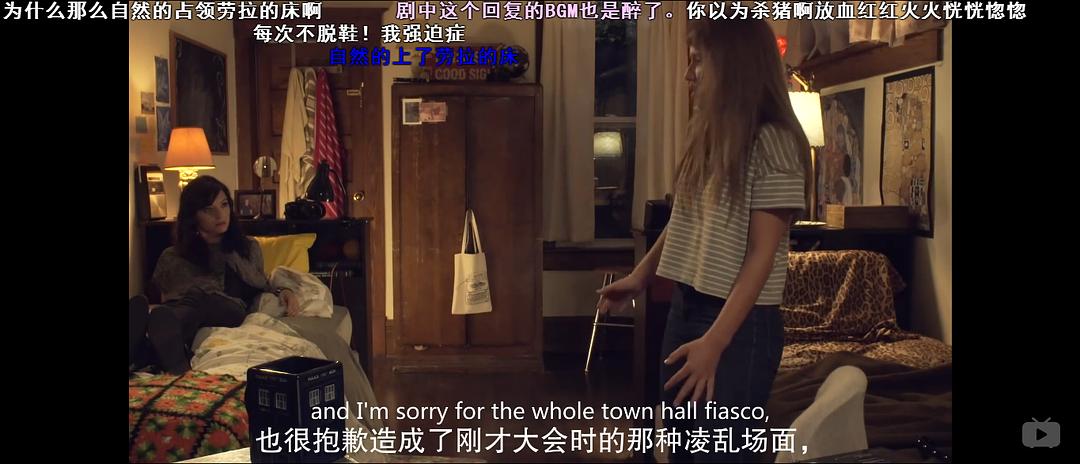 为什么那么自然的占领劳拉的床啊
剧中这个回复的BGM也是醉了。
你以为杀猪啊放血红红火火恍恍惚惚
每次不脱鞋！我强迫症
自然的上了劳拉的床
GOOD SIG
and I'm sorry for the whole town hall fiasco,
也很抱歉造成了刚才大会时的那种凌乱场面，